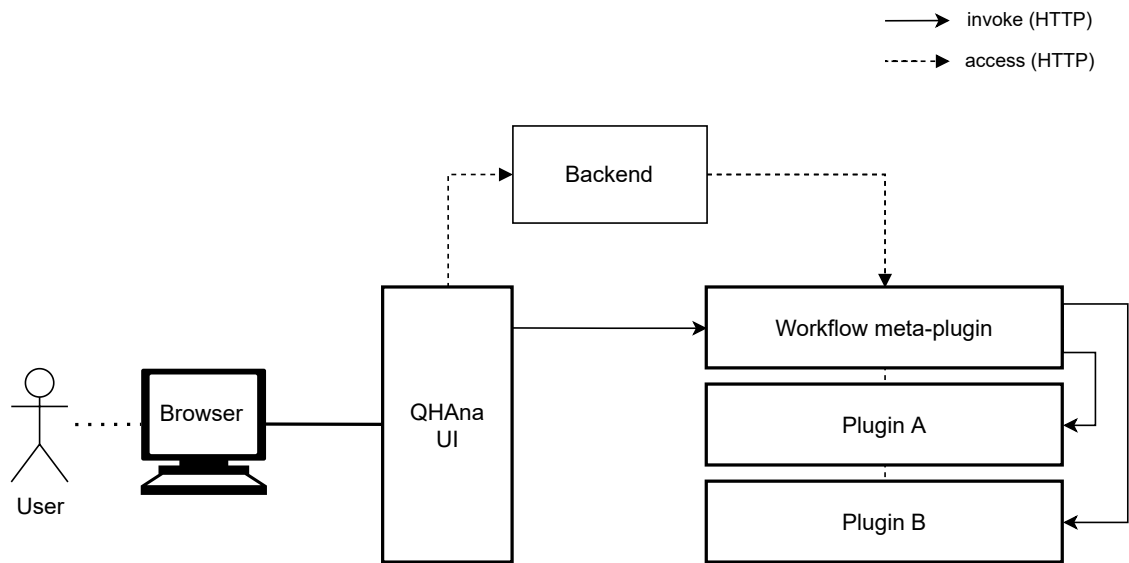 invoke (HTTP)
access (HTTP)
Backend
Workflow meta-plugin
Browser
QHAna
UI
Plugin A
User
Plugin B